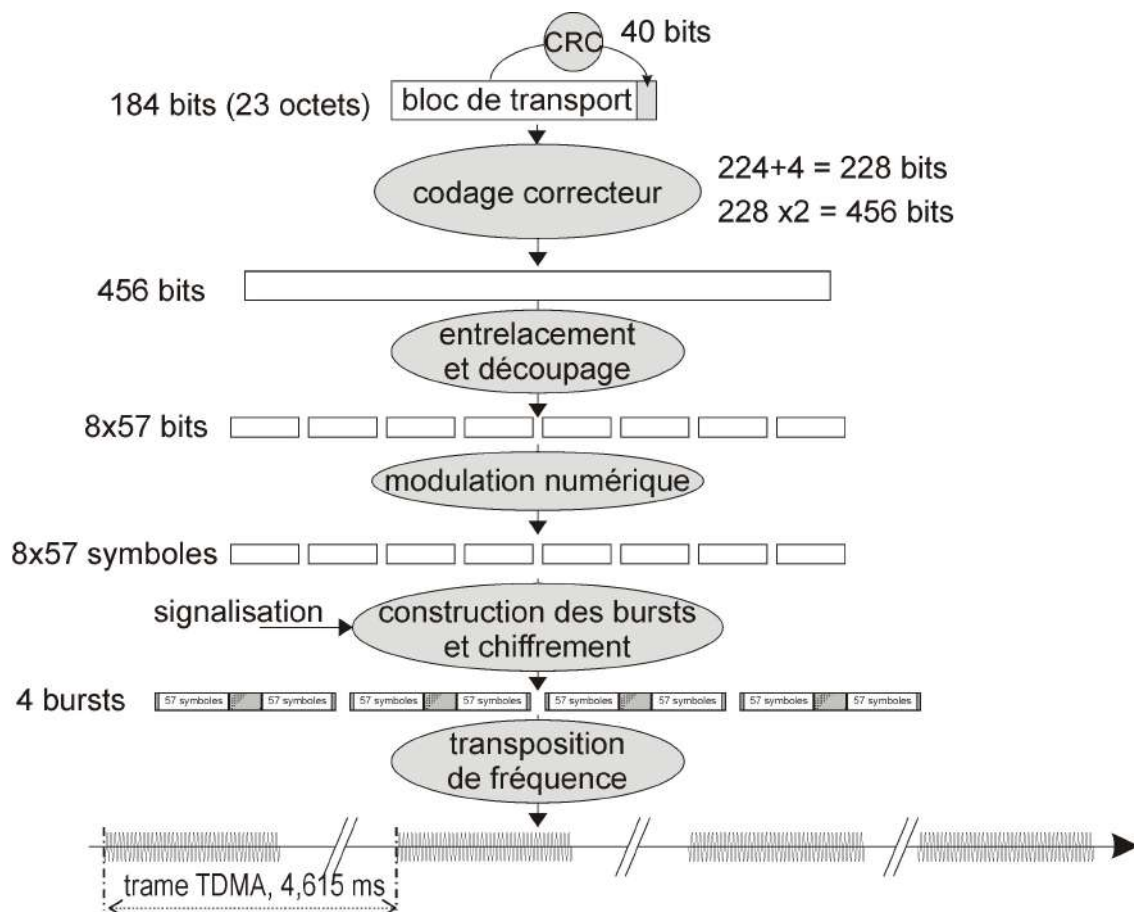 CRC
40 bits
184 bits (23 octets)
bloc de transport
codage correcteur
224+4 = 228 bits
228 x2 = 456 bits
456 bits
entrelacement
et découpage
8x57 bits
modulation numérique
8x57 symboles
signalisation
construction des bursts
et chiffrement
4 bursts
57 symboles
57 symboles
57 symboles
57 symboles
57 symboles
57 symboles
57 symboles
57 symboles
transposition
de fréquence
trame TDMA, 4,615 ms